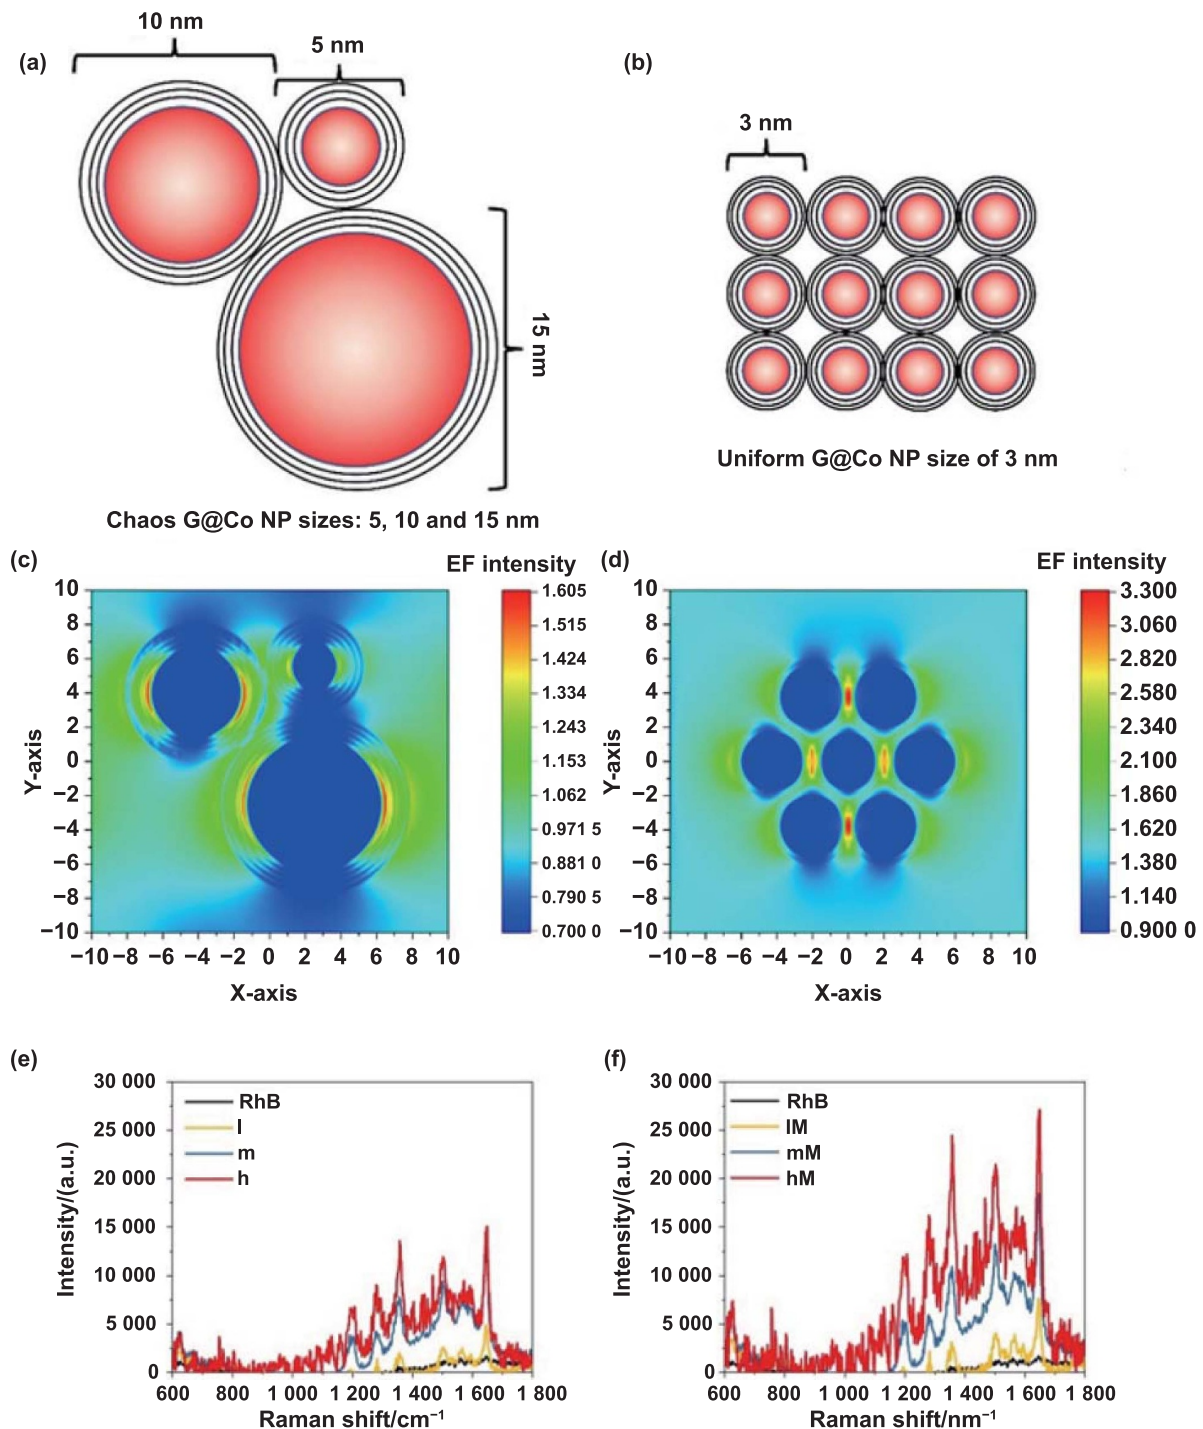 10 nm
5 nm
(a)
15 nm
Chaos G@Co NP sizes: 5, 10 and 15 nm
(b)
3 nm
Uniform G@Co NP size of 3 nm
(c)
EF intensity
10
8
6
4
2
0
−2
−4
−6
−8
−10
Y-axis
−10 −8 −6 −4 −2 0 2 4 6 8 10
X-axis
1.605
1.515
1.424
1.334
1.243
1.153
1.062
0.971 5
0.881 0
0.790 5
0.700 0
(d)
EF intensity
10
8
6
4
2
0
−2
−4
−6
−8
−10
Y-axis
−10 −8 −6 −4 −2 0 2 4 6 8 10
X-axis
3.300
3.060
2.820
2.580
2.340
2.100
1.860
1.620
1.380
1.140
0.900 0
(e)
30 000
25 000
20 000
15 000
10 000
5 000
0
Intensity/(a.u.)
RhB
l
m
h
600 800 1 000 1 200 1 400 1 600 1 800
Raman shift/cm⁻¹
(f)
30 000
25 000
20 000
15 000
10 000
5 000
0
Intensity/(a.u.)
RhB
lM
mM
hM
600 800 1 000 1 200 1 400 1 600 1 800
Raman shift/nm⁻¹